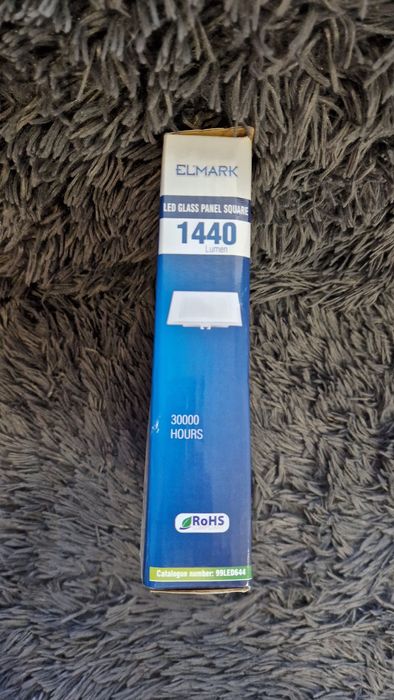 ELMARK
LED GLASS PANEL SQUARE
1440
Lumen
30000
HOURS
RoHS
Catalogue number: 99LED644